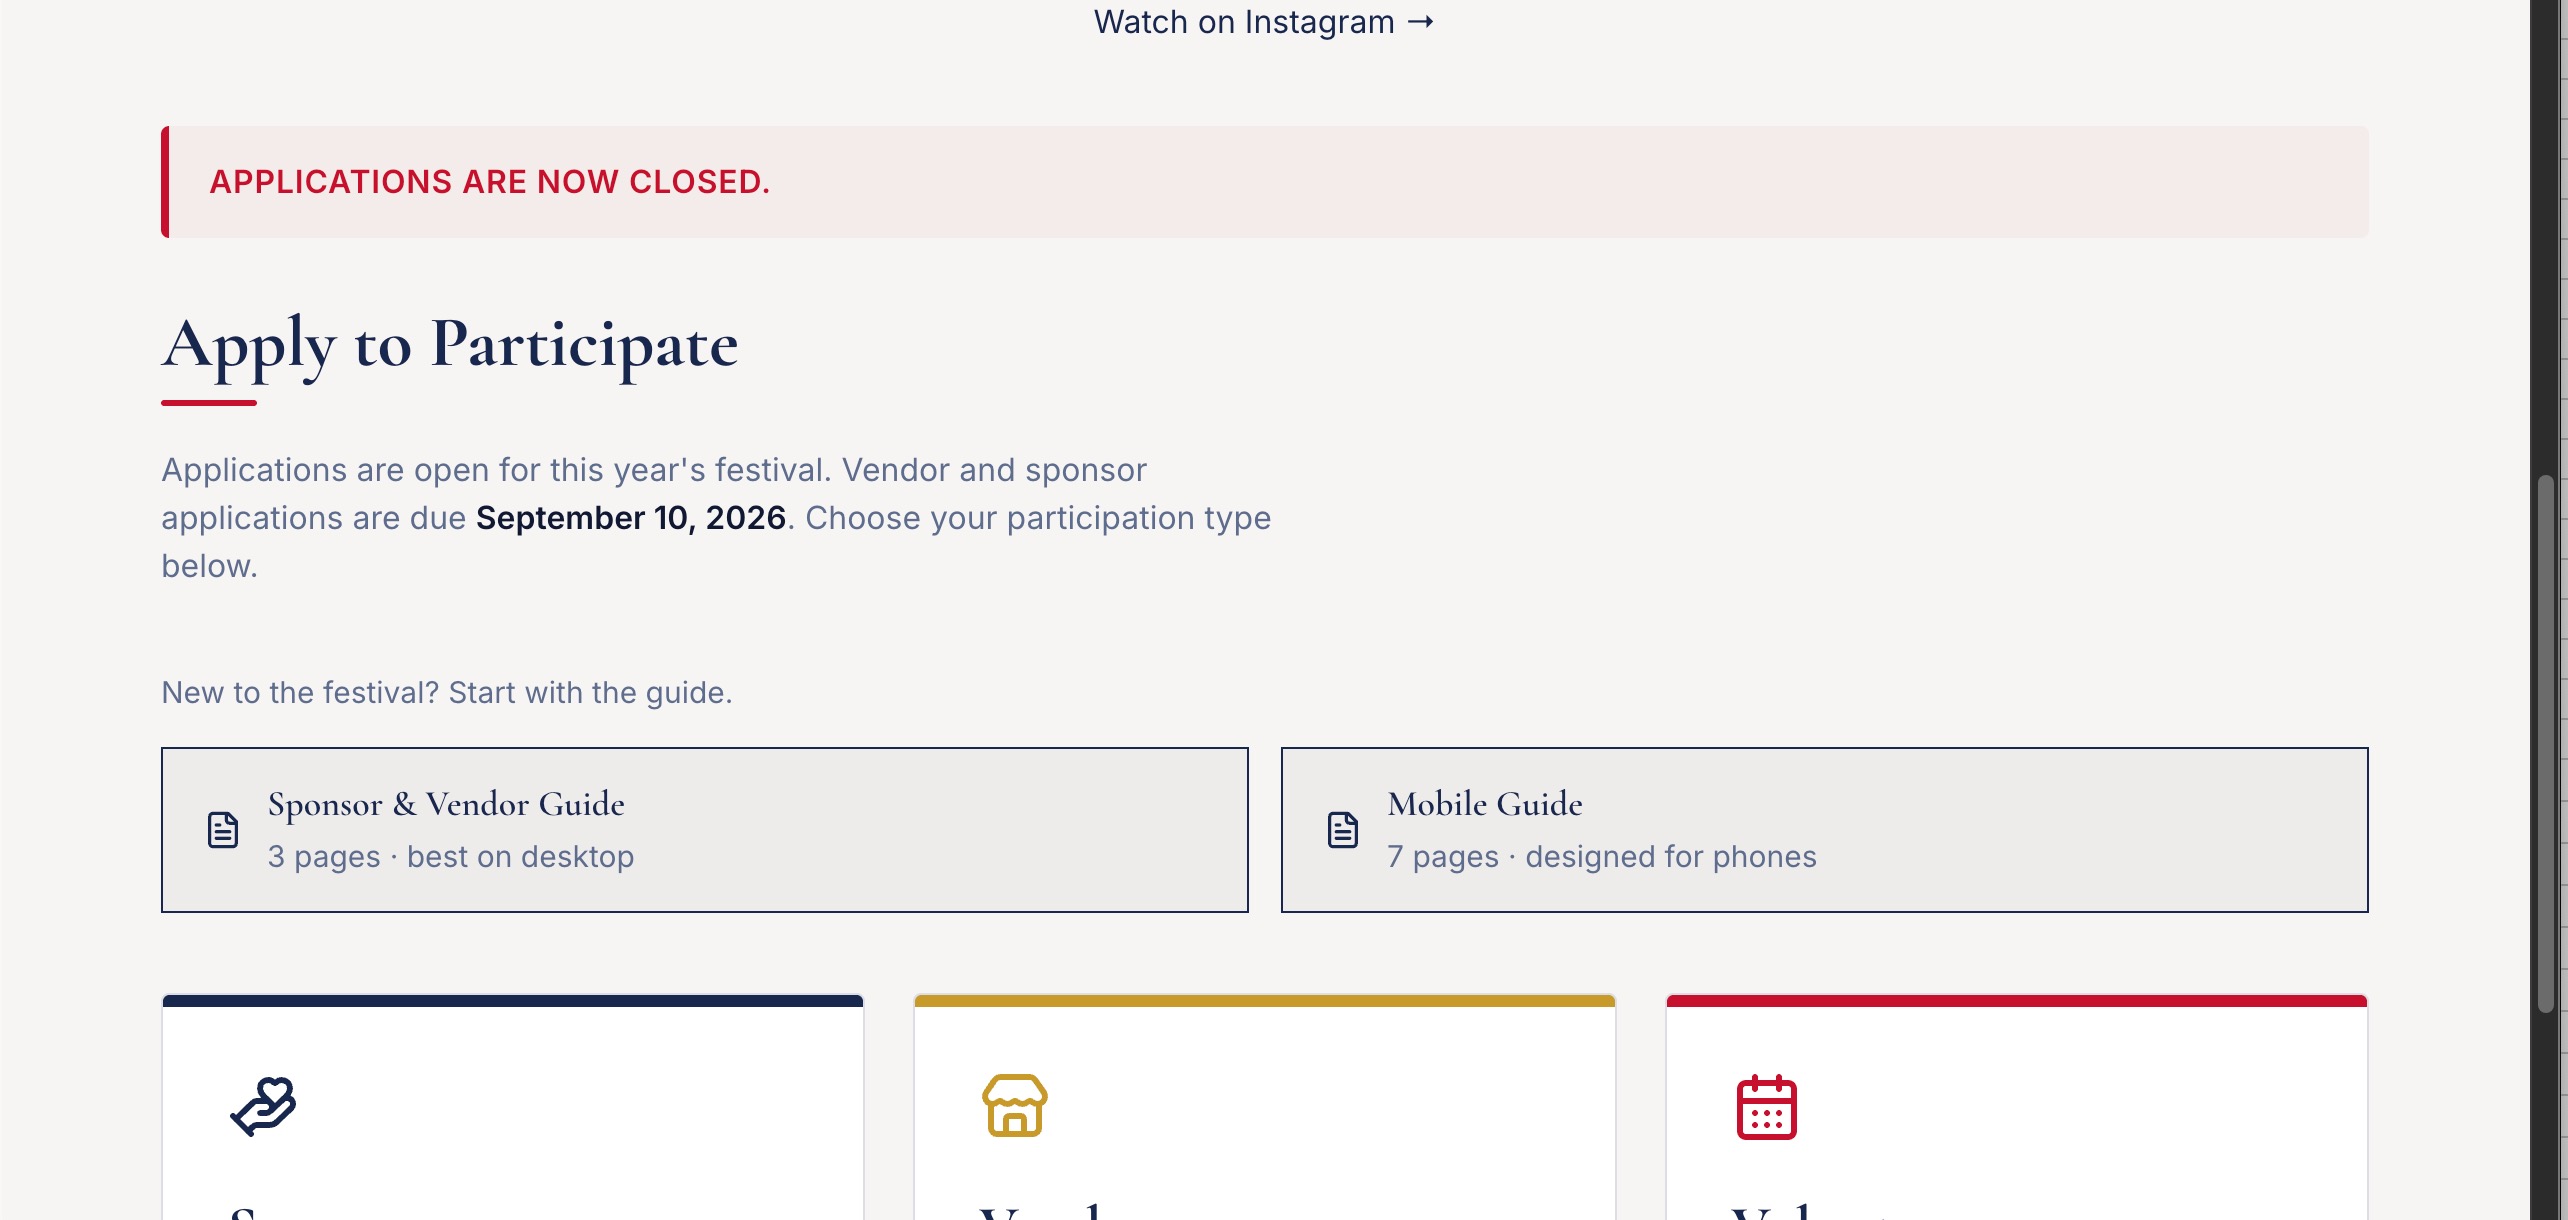 Watch on Instagram →
APPLICATIONS ARE NOW CLOSED.
Apply to Participate
Applications are open for this year's festival. Vendor and sponsor
applications are due September 10, 2026. Choose your participation type
below.
New to the festival? Start with the guide.
Sponsor & Vendor Guide
3 pages · best on desktop
Mobile Guide
7 pages · designed for phones